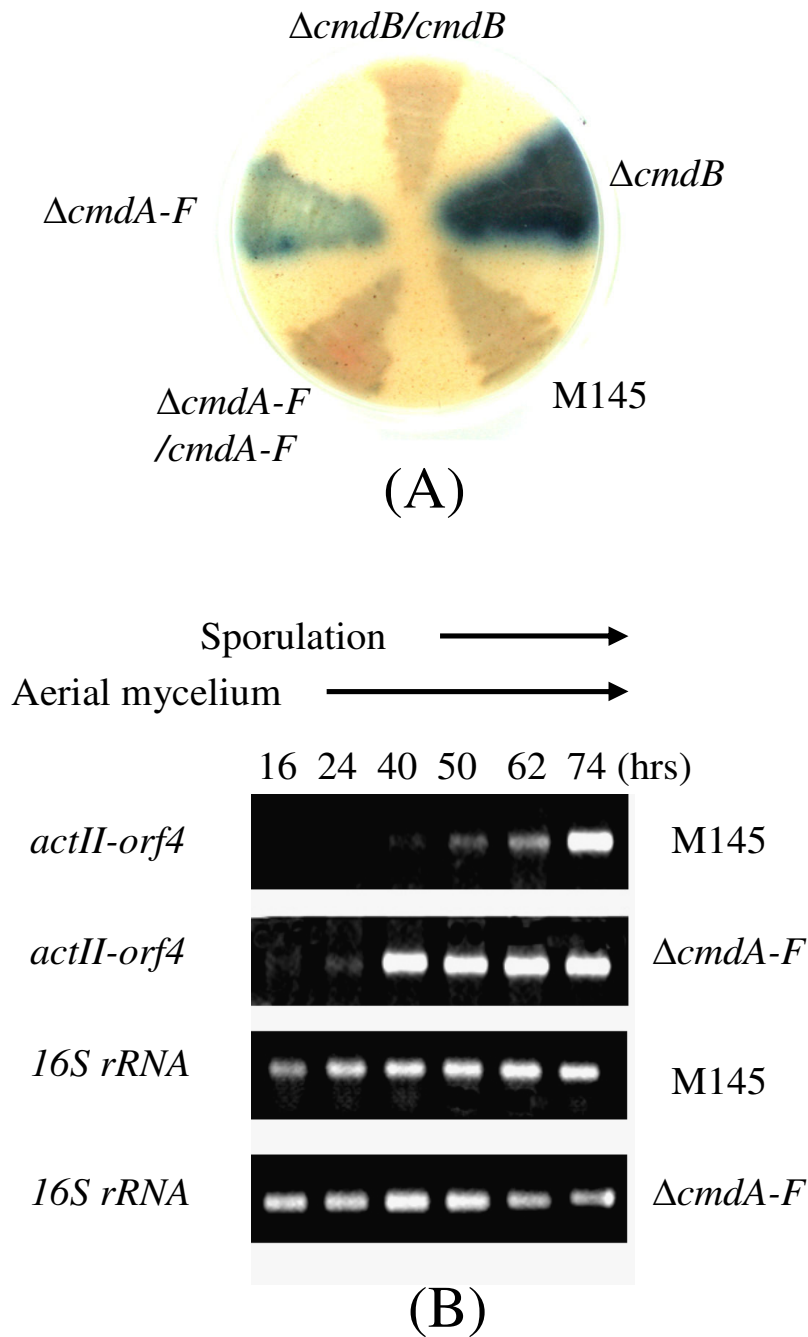 ΔcmdB/cmdB
ΔcmdB
ΔcmdA-F
ΔcmdA-F
/cmdA-F
M145
(A)
Sporulation
Aerial mycelium
16 24 40 50 62 74 (hrs)
actII-orf4 M145
actII-orf4 ΔcmdA-F
16S rRNA M145
16S rRNA ΔcmdA-F
(B)